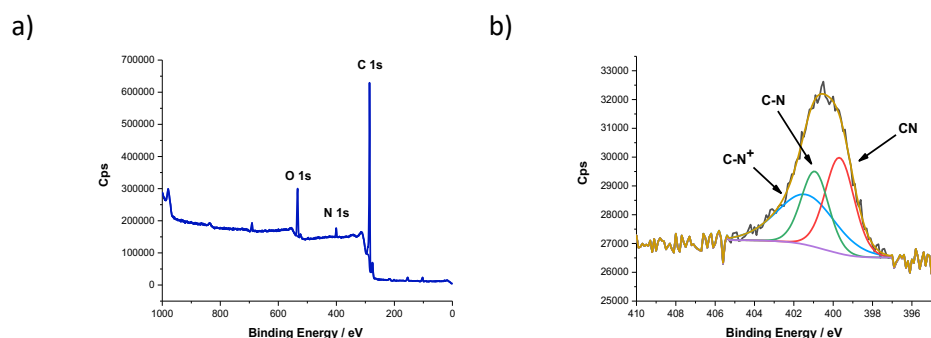 a)
700000
600000
500000
400000
300000
200000
100000
0
Cps
C 1s
O 1s
N 1s
1000
800
600
400
200
0
Binding Energy / eV
b)
33000
32000
31000
30000
29000
28000
27000
26000
25000
Cps
C-N
CN
C-N⁺
410
408
406
404
402
400
398
396
Binding Energy / eV